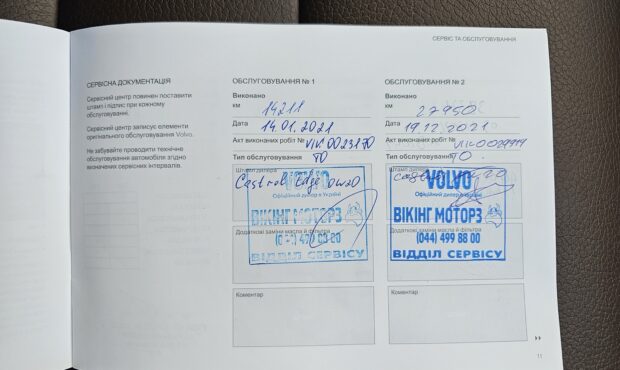 СЕРВІС ТА ОБСЛУГОВУВАННЯ
СЕРВІСНА ДОКУМЕНТАЦІЯ
Сервісний центр повинен поставити
штамп і підпис при кожному
обслуговуванні.
Сервісний центр записує елементи
оригінального обслуговування Volvo.
Не забувайте проводити технічне
обслуговування автомобіля згідно
визначених сервісних інтервалів.
ОБСЛУГОВУВАННЯ № 1
Виконано
км 14211
Дата 14.01.2021
Акт виконаних робіт №
Тип обслуговування
ТО
Штамп дилера
Castrol Edge 0w20
VOLVO
Офіційний дилер в Україні
ВІКІНГ МОТОРЗ
ВІДДІЛ СЕРВІСУ
Додаткові заміни масла й фільтра
Коментар
ОБСЛУГОВУВАННЯ № 2
Виконано
км 27950
Дата 19.12.2021
Акт виконаних робіт №
Тип обслуговування ТО
Штамп дилера
VOLVO
Офіційний дилер в Україні
ВІКІНГ МОТОРЗ
(044) 499 88 00
ВІДДІЛ СЕРВІСУ
Коментар
11